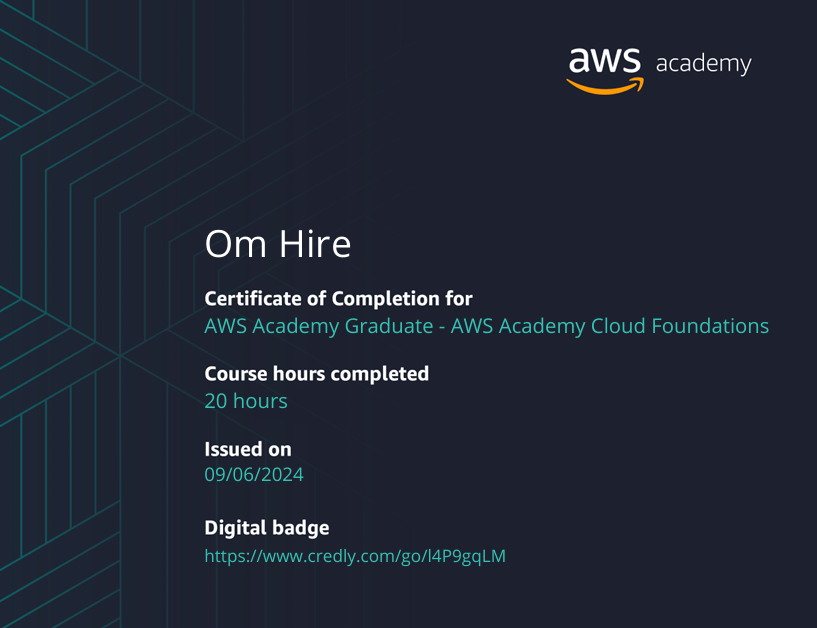 aws academy
Om Hire
Certificate of Completion for
AWS Academy Graduate - AWS Academy Cloud Foundations
Course hours completed
20 hours
Issued on
09/06/2024
Digital badge
https://www.credly.com/go/l4P9gqLM